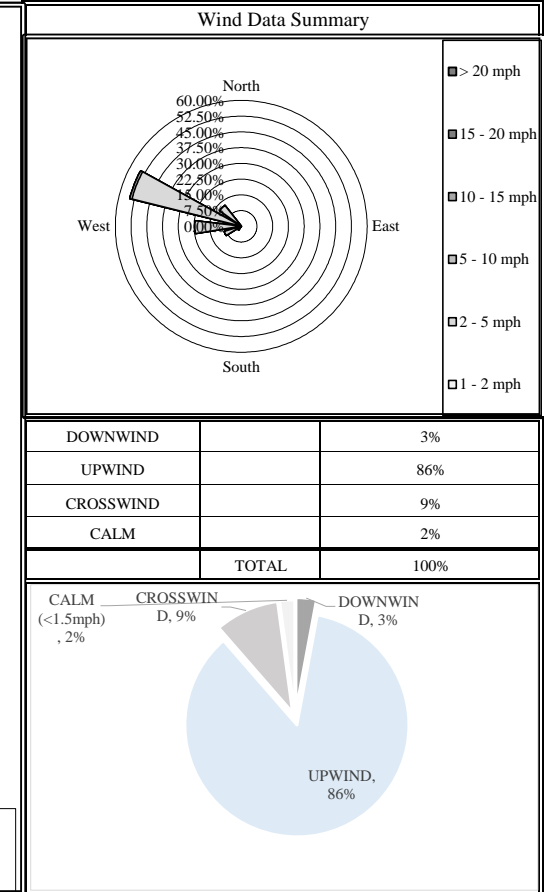 Wind Data Summary
North
60.00%
52.50%
45.00%
37.50%
30.00%
22.50%
15.00%
7.50%
0.00%
West
East
South
> 20 mph
15 - 20 mph
10 - 15 mph
5 - 10 mph
2 - 5 mph
1 - 2 mph
DOWNWIND 3%
UPWIND 86%
CROSSWIND 9%
CALM 2%
TOTAL 100%
CALM
(<1.5mph)
, 2%
CROSSWIN
D, 9%
DOWNWIN
D, 3%
UPWIND,
86%